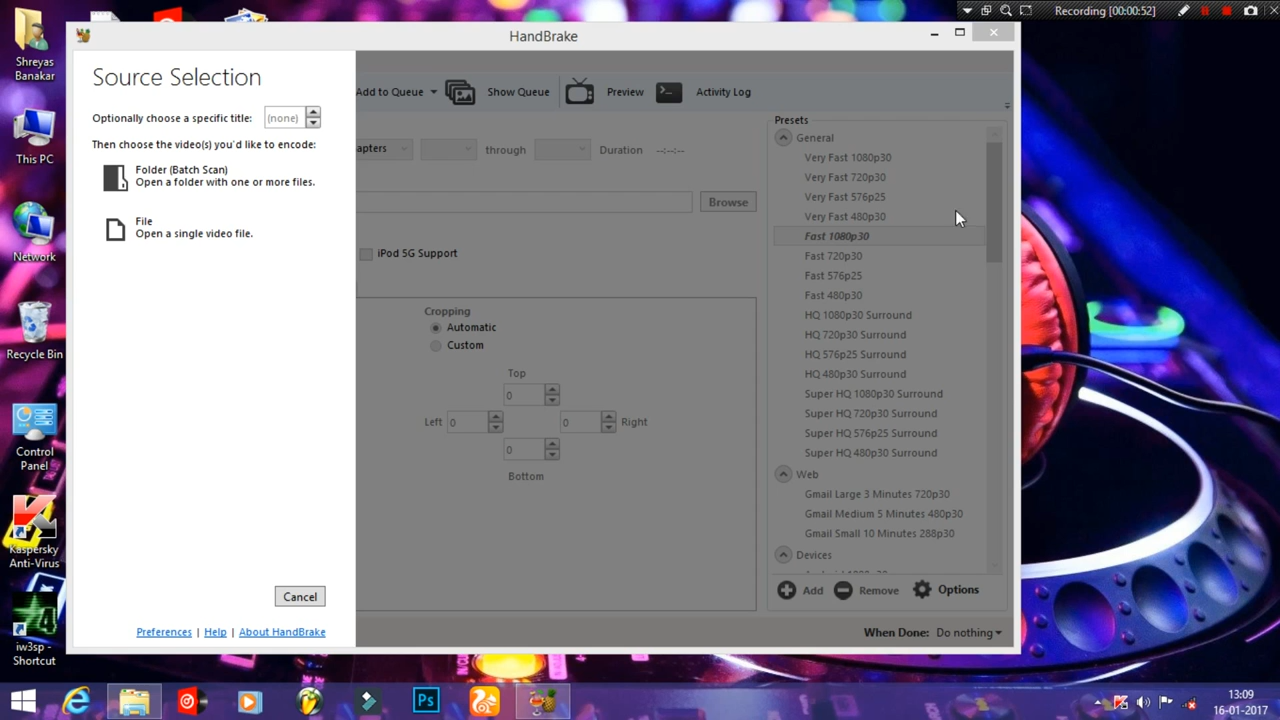 Recording [00:00:52]
Shreyas
Banakar
This PC
Network
Recycle Bin
Control
Panel
Kaspersky
Anti-Virus
iw3sp -
Shortcut
HandBrake
Source Selection
Optionally choose a specific title: (none)
Then choose the video(s) you'd like to encode:
Folder (Batch Scan)
Open a folder with one or more files.
File
Open a single video file.
Cancel
Preferences | Help | About HandBrake
Add to Queue
Show Queue
Preview
Activity Log
apters
through
Duration
--:--:--
Browse
iPod 5G Support
Cropping
Automatic
Custom
Top
0
Left 0
0 Right
0
Bottom
Presets
General
Very Fast 1080p30
Very Fast 720p30
Very Fast 576p25
Very Fast 480p30
Fast 1080p30
Fast 720p30
Fast 576p25
Fast 480p30
HQ 1080p30 Surround
HQ 720p30 Surround
HQ 576p25 Surround
HQ 480p30 Surround
Super HQ 1080p30 Surround
Super HQ 720p30 Surround
Super HQ 576p25 Surround
Super HQ 480p30 Surround
Web
Gmail Large 3 Minutes 720p30
Gmail Medium 5 Minutes 480p30
Gmail Small 10 Minutes 288p30
Devices
Add
Remove
Options
When Done: Do nothing
Ps
13:09
16-01-2017